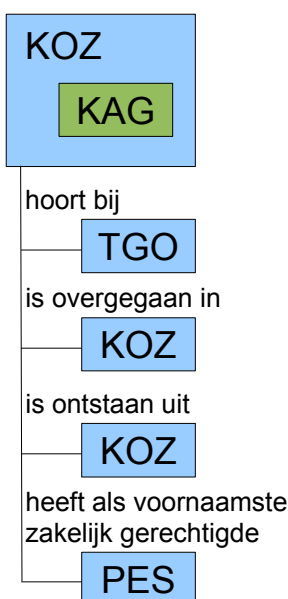 KOZ
KAG
hoort bij
TGO
is overgegaan in
KOZ
is ontstaan uit
KOZ
heeft als voornaamste
zakelijk gerechtigde
PES